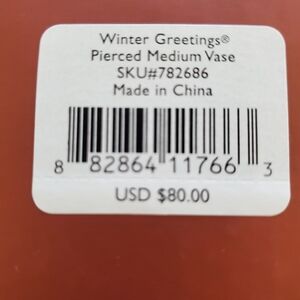 Winter Greetings®
Pierced Medium Vase
SKU#782686
Made in China
8 82864 11766 3
USD $80.00